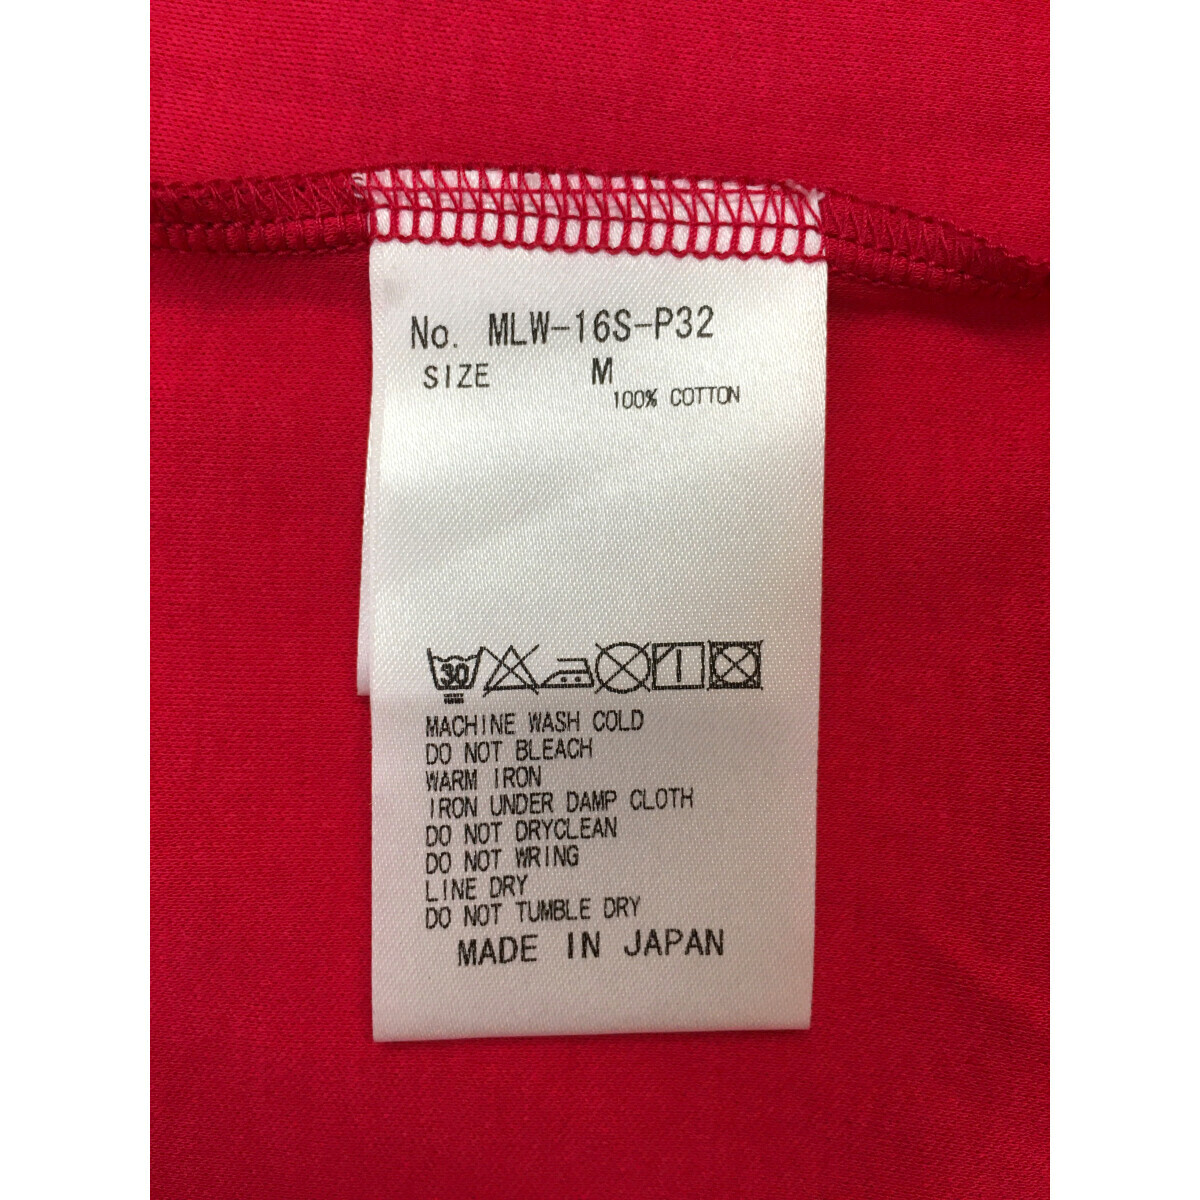 No. MLW-16S-P32
SIZE M
100% COTTON
30
MACHINE WASH COLD
DO NOT BLEACH
WARM IRON
IRON UNDER DAMP CLOTH
DO NOT DRYCLEAN
DO NOT WRING
LINE DRY
DO NOT TUMBLE DRY
MADE IN JAPAN